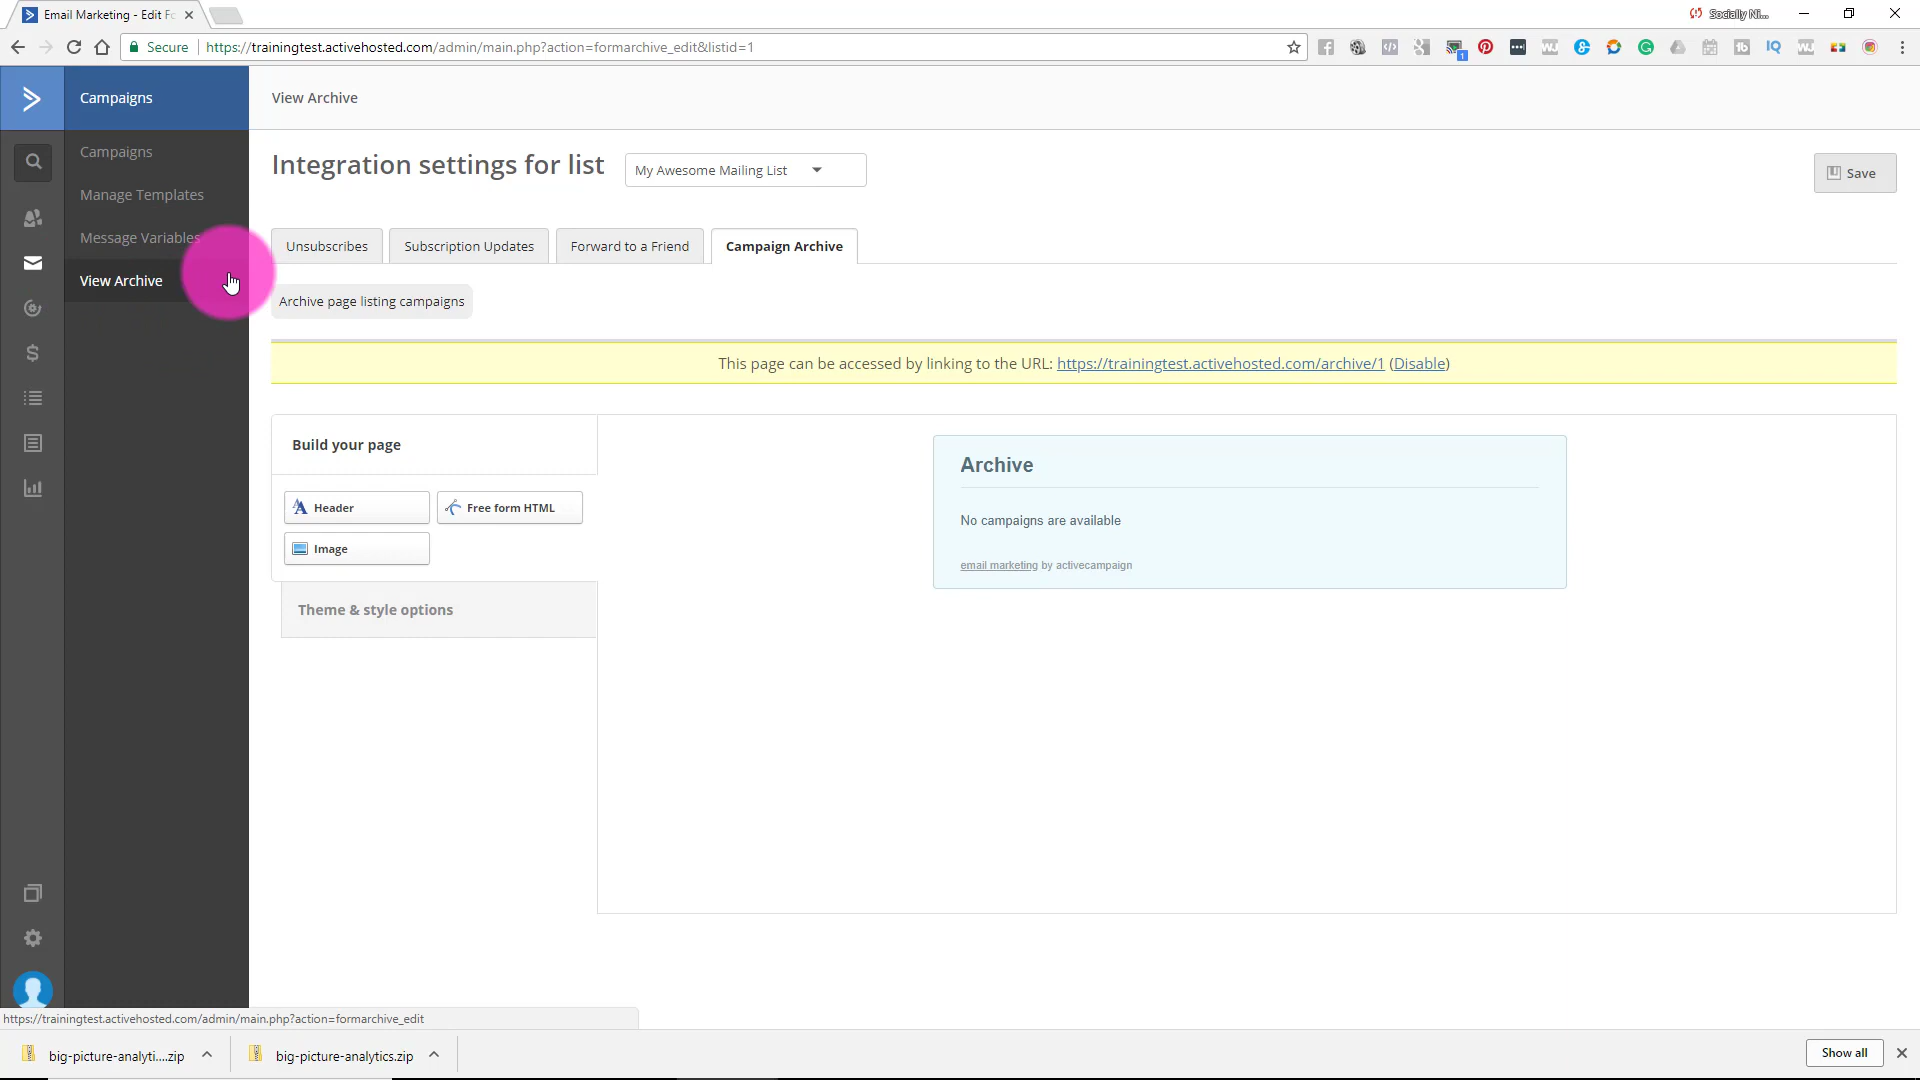 Email Marketing - Edit Fo
Socially Ni...
Secure
https://trainingtest.activehosted.com/admin/main.php?action=formarchive_edit&listid=1
Campaigns
View Archive
Campaigns
Manage Templates
Message Variables
View Archive
Integration settings for list
My Awesome Mailing List
Save
Unsubscribes
Subscription Updates
Forward to a Friend
Campaign Archive
Archive page listing campaigns
This page can be accessed by linking to the URL: https://trainingtest.activehosted.com/archive/1 (Disable)
Build your page
Header
Free form HTML
Image
Theme & style options
Archive
No campaigns are available
email marketing by activecampaign
https://trainingtest.activehosted.com/admin/main.php?action=formarchive_edit
big-picture-analyti....zip
big-picture-analytics.zip
Show all